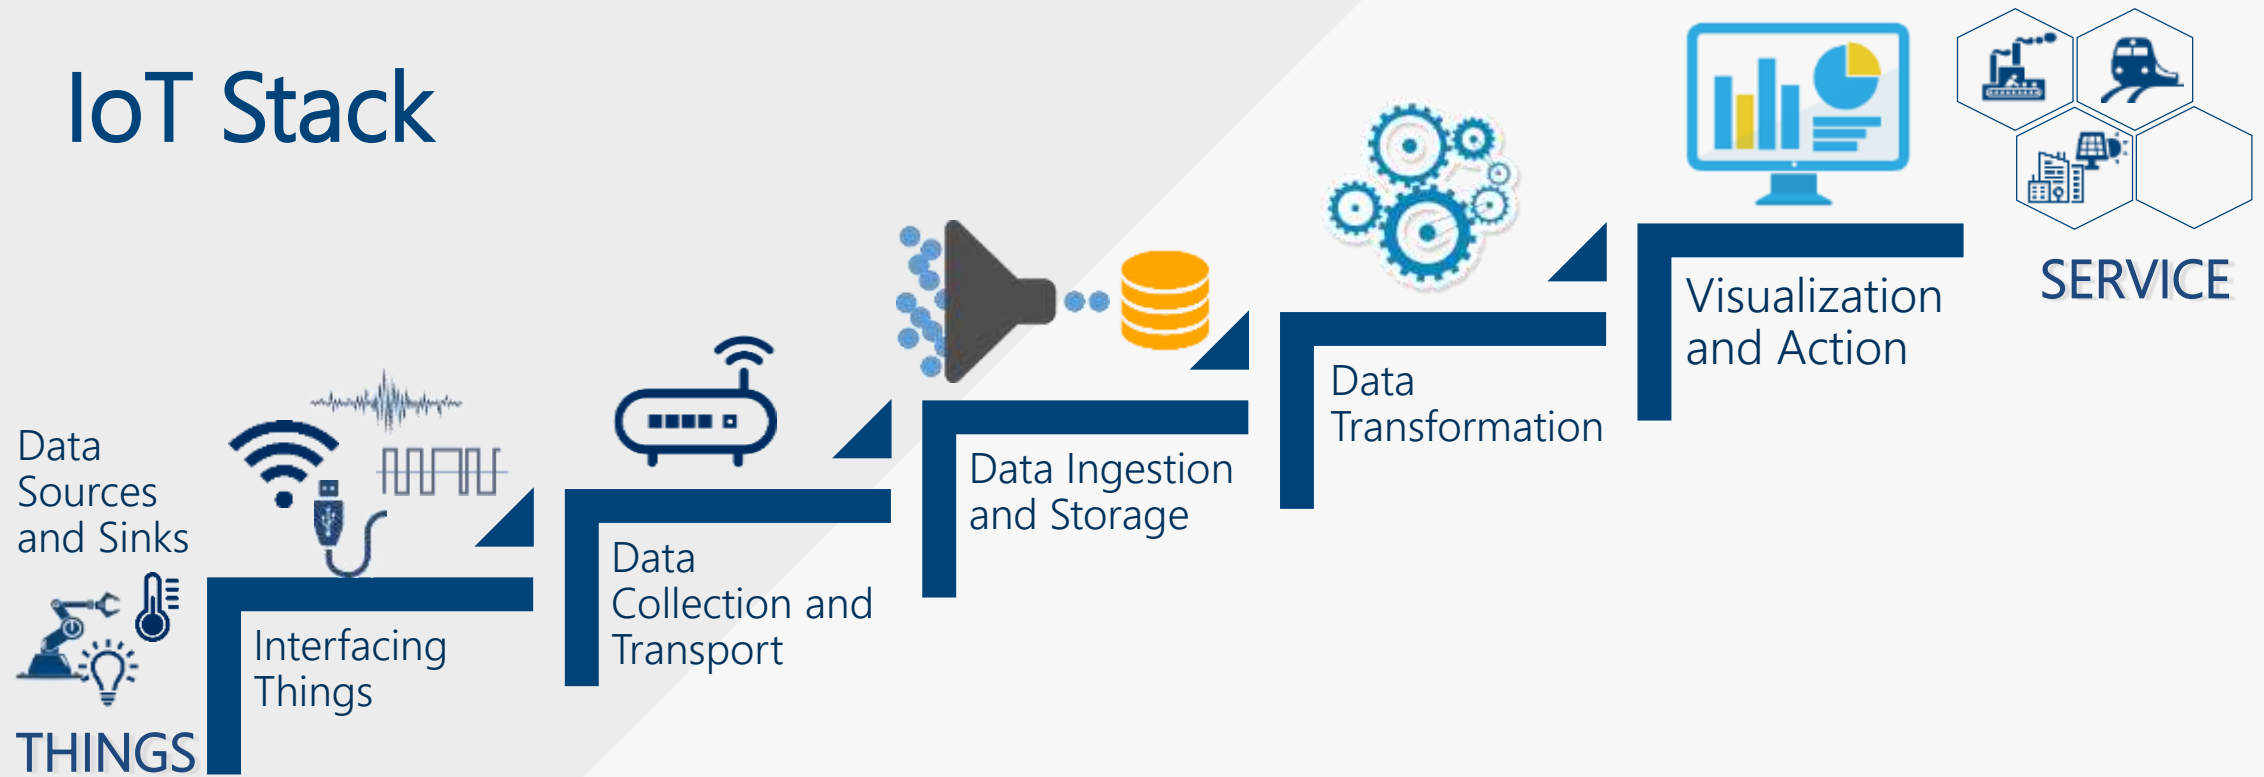 IoT Stack
Data
Sources
and Sinks
THINGS
Interfacing
Things
Data
Collection and
Transport
Data Ingestion
and Storage
Data
Transformation
Visualization
and Action
SERVICE